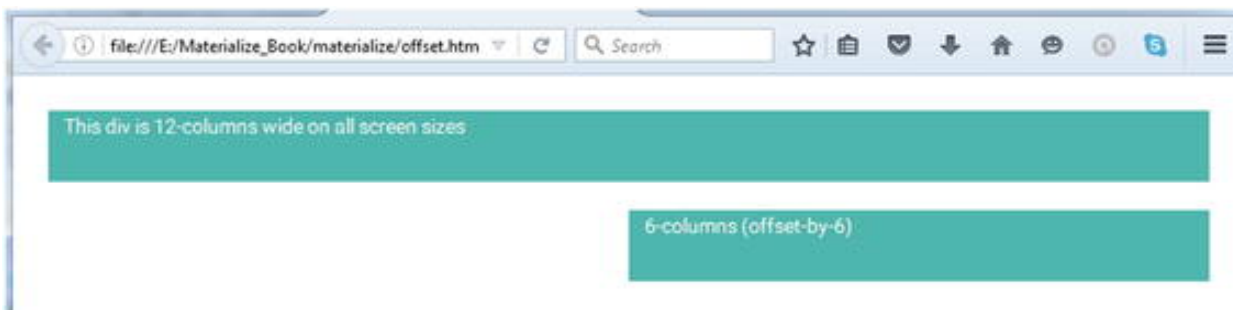 file:///E:/Materialize_Book/materialize/offset.htm
Search
S
This div is 12-columns wide on all screen sizes
6-columns (offset-by-6)